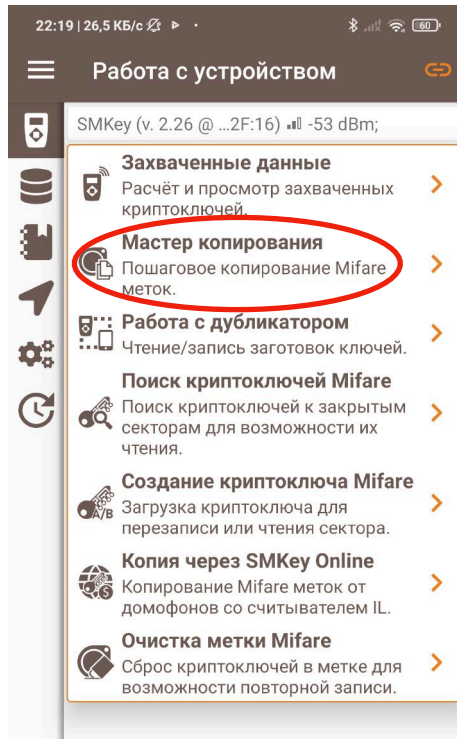 22:19 | 26,5 КБ/с
60
Работа с устройством
SMKey (v. 2.26 @ ...2F:16) -53 dBm;
Захваченные данные
Расчёт и просмотр захваченных
криптоключей.
Мастер копирования
Пошаговое копирование Mifare
меток.
Работа с дубликатором
Чтение/запись заготовок ключей.
Поиск криптоключей Mifare
Поиск криптоключей к закрытым
секторам для возможности их
чтения.
Создание криптоключа Mifare
A/B
Загрузка криптоключа для
перезаписи или чтения сектора.
Копия через SMKey Online
Копирование Mifare меток от
домофонов со считывателем IL.
Очистка метки Mifare
Сброс криптоключей в метке для
возможности повторной записи.